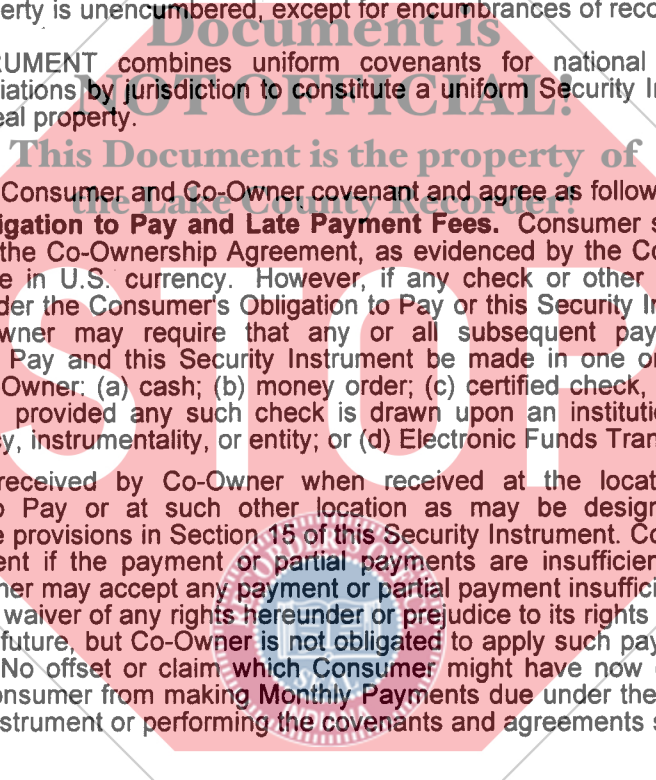 erty is unencumbered, except for encumbrances of reco
Document is
RUMENT combines uniform covenants for national
iations by jurisdiction to constitute a uniform Security In
NOT OFFICIAL!
eal property.
This Document is the property of
Consumer and Co-Owner covenant and agree as follow
the Lake County Recorder!
igation to Pay and Late Payment Fees. Consumer s
the Co-Ownership Agreement, as evidenced by the Co
e in U.S. currency. However, if any check or other
der the Consumer's Obligation to Pay or this Security In
wner may require that any or all subsequent pay
Pay and this Security Instrument be made in one o
Owner: (a) cash; (b) money order; (c) certified check,
provided any such check is drawn upon an instituti
y, instrumentality, or entity; or (d) Electronic Funds Tran
STOP
received by Co-Owner when received at the locat
o Pay or at such other location as may be design
e provisions in Section 15 of this Security Instrument. Co
ent if the payment or partial payments are insufficien
ner may accept any payment or partial payment insuffici
waiver of any rights hereunder or prejudice to its rights
future, but Co-Owner is not obligated to apply such pay
No offset or claim which Consumer might have now
onsumer from making Monthly Payments due under the
strument or performing the covenants and agreements s
RECORDER'S OFFICE
SEAL
INDIANA